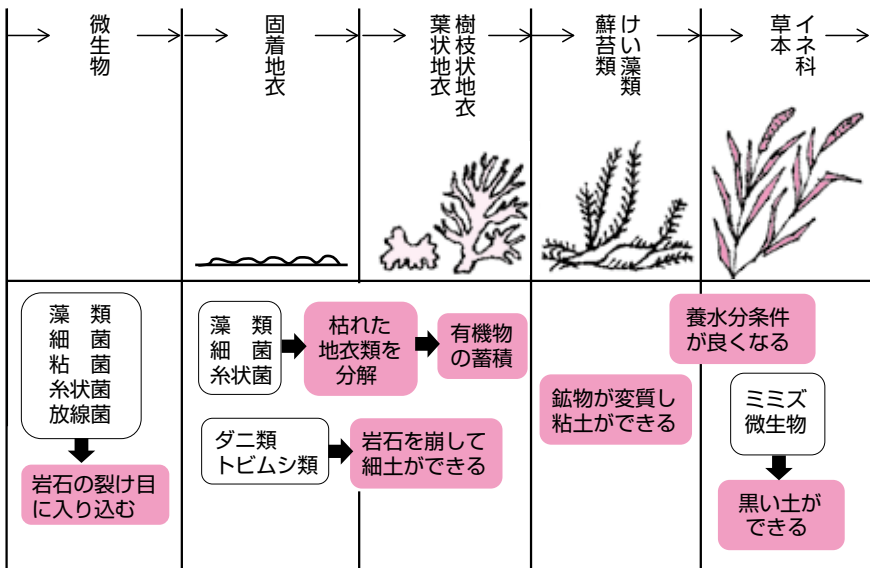 微生物
固着地衣
樹枝状地衣
葉状地衣
けい藻類
蘚苔類
イネ科
草本
藻　類
細　菌
粘　菌
糸状菌
放線菌
岩石の裂け目
に入り込む
藻　類
細　菌
糸状菌
枯れた
地衣類を
分解
有機物
の蓄積
ダニ類
トビムシ類
岩石を崩して
細土ができる
鉱物が変質し
粘土ができる
養水分条件
が良くなる
ミミズ
微生物
黒い土が
できる